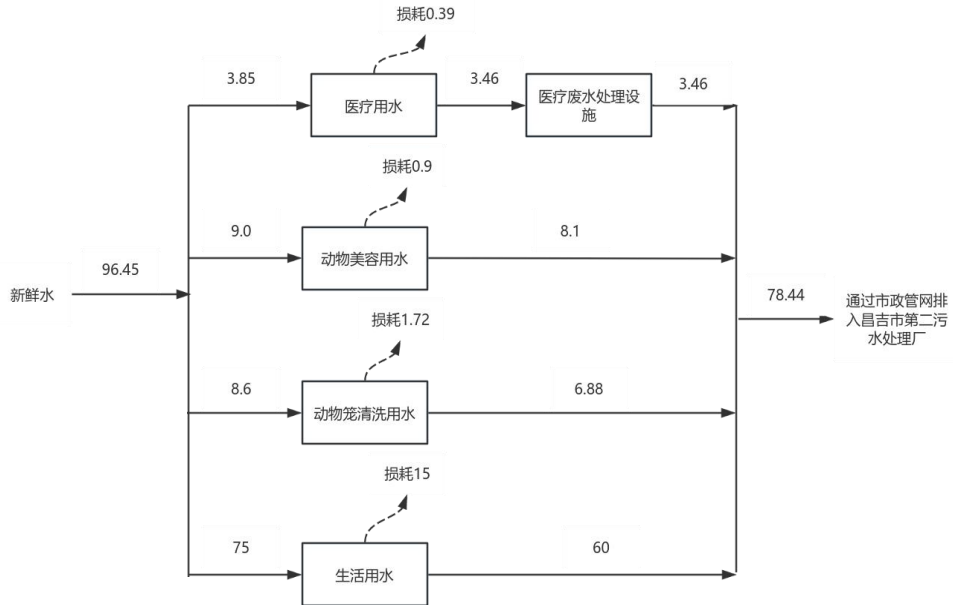 损耗0.39
3.85
医疗用水
3.46
医疗废水处理设
施
3.46
损耗0.9
9.0
动物美容用水
8.1
新鲜水
96.45
损耗1.72
8.6
动物笼清洗用水
6.88
78.44
通过市政管网排
入昌吉市第二污
水处理厂
损耗15
75
生活用水
60